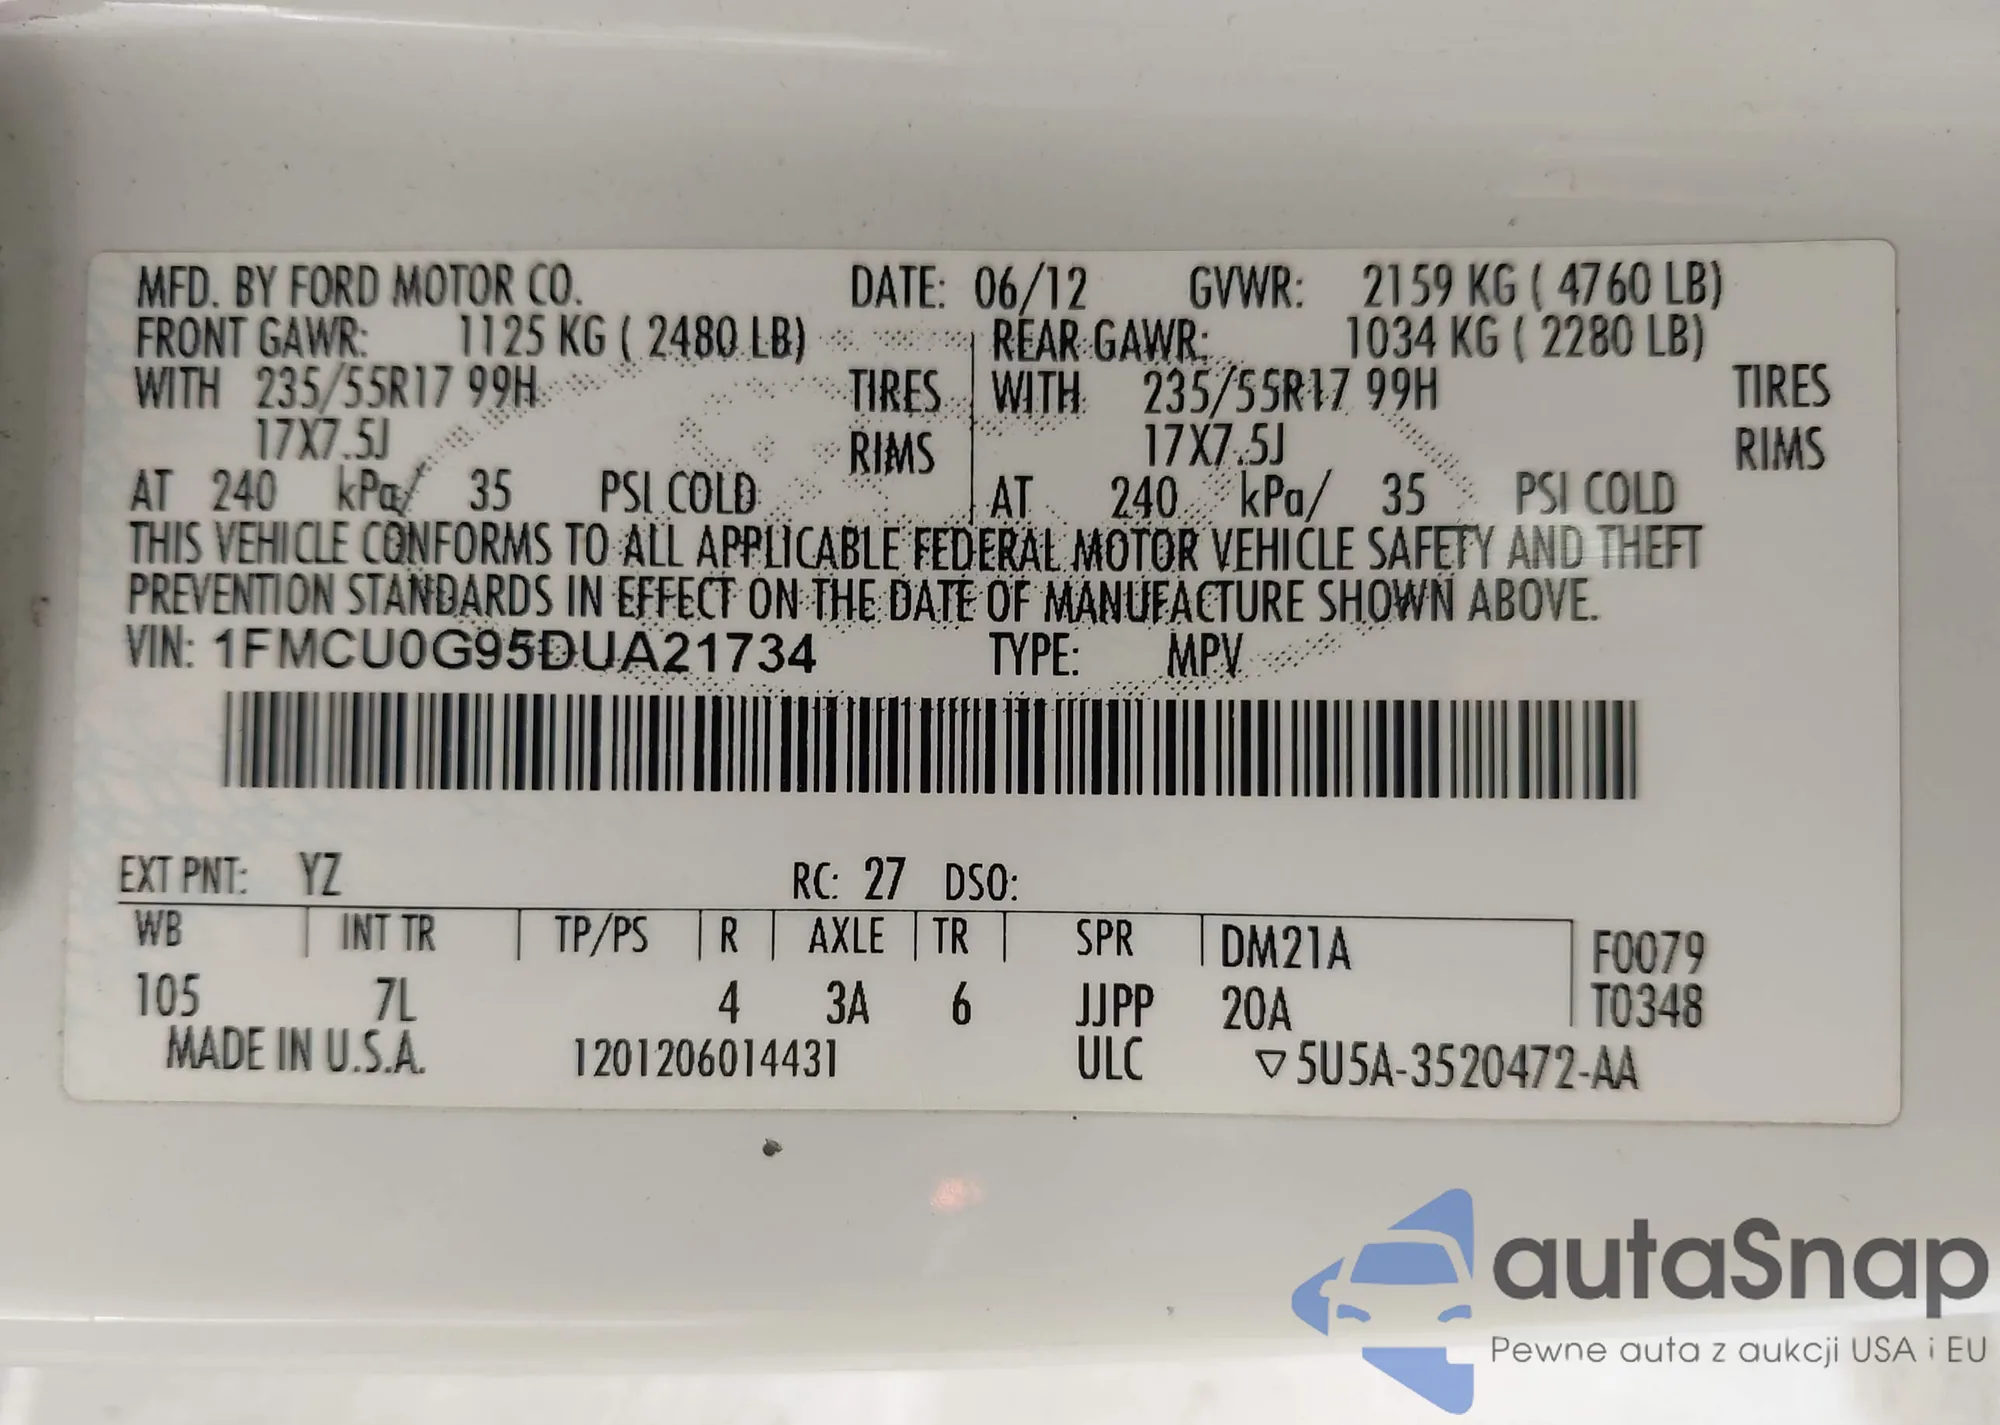 MFD. BY FORD MOTOR CO. DATE: 06/12 GVWR: 2159 KG ( 4760 LB)
FRONT GAWR: 1125 KG ( 2480 LB) REAR GAWR: 1034 KG ( 2280 LB)
WITH 235/55R17 99H TIRES WITH 235/55R17 99H TIRES
17X7.5J RIMS 17X7.5J RIMS
AT 240 kPa/ 35 PSI COLD AT 240 kPa/ 35 PSI COLD
THIS VEHICLE CONFORMS TO ALL APPLICABLE FEDERAL MOTOR VEHICLE SAFETY AND THEFT
PREVENTION STANDARDS IN EFFECT ON THE DATE OF MANUFACTURE SHOWN ABOVE.
VIN: 1FMCU0G95DUA21734 TYPE: MPV
EXT PNT: YZ RC: 27 DSO:
WB INT TR TP/PS R AXLE TR SPR DM21A F0079
105 7L 4 3A 6 JJPP 20A T0348
MADE IN U.S.A. 1201206014431 ULC ▽5U5A-3520472-AA
autaSnap
Pewne auta z aukcji USA i EU